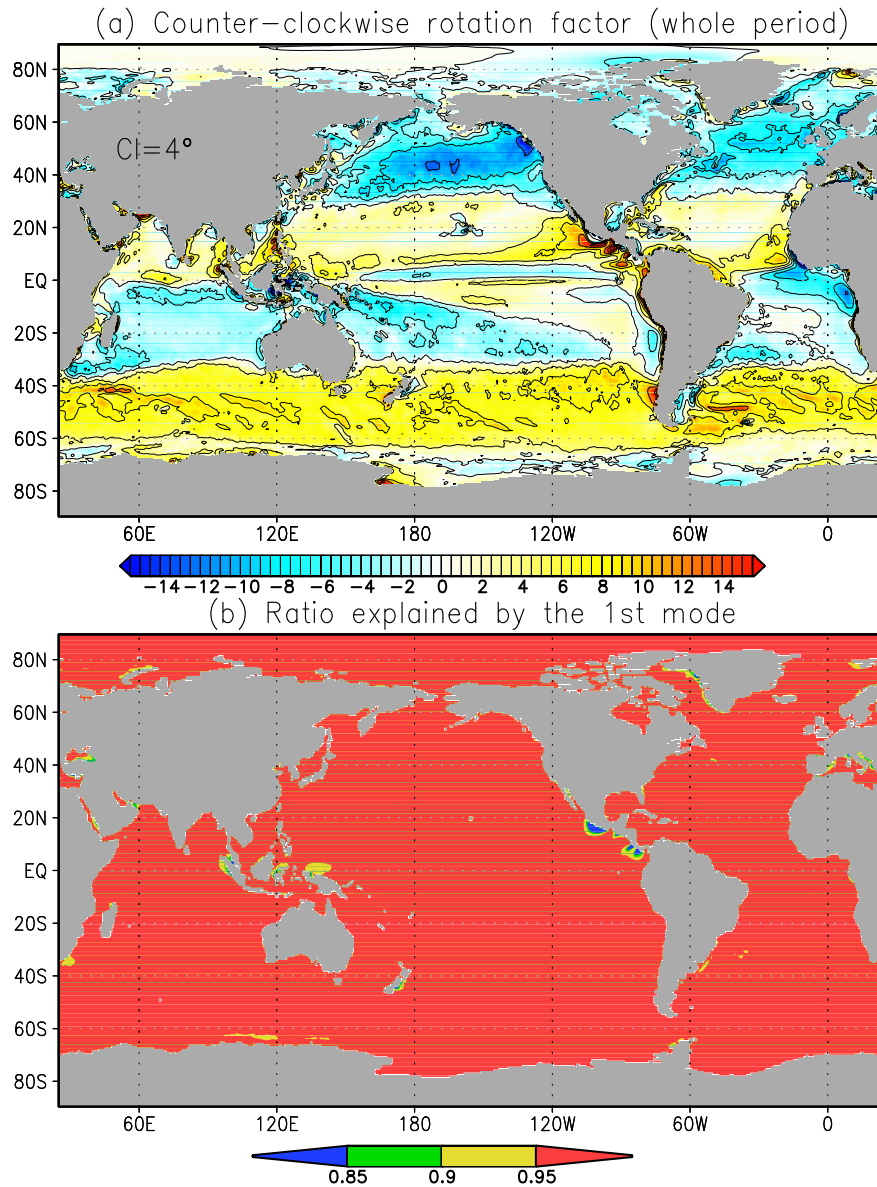 (a) Counter-clockwise rotation factor (whole period)
80N
60N
CI=4°
40N
20N
EQ
20S
40S
60S
80S
60E 120E 180 120W 60W 0
-14 -10 -8 -6 -4 -2 0 2 4 6 8 10 14
(b) Ratio explained by the 1st mode
80N
60N
40N
20N
EQ
20S
40S
60S
80S
60E 120E 180 120W 60W 0
0.85 0.9 0.95